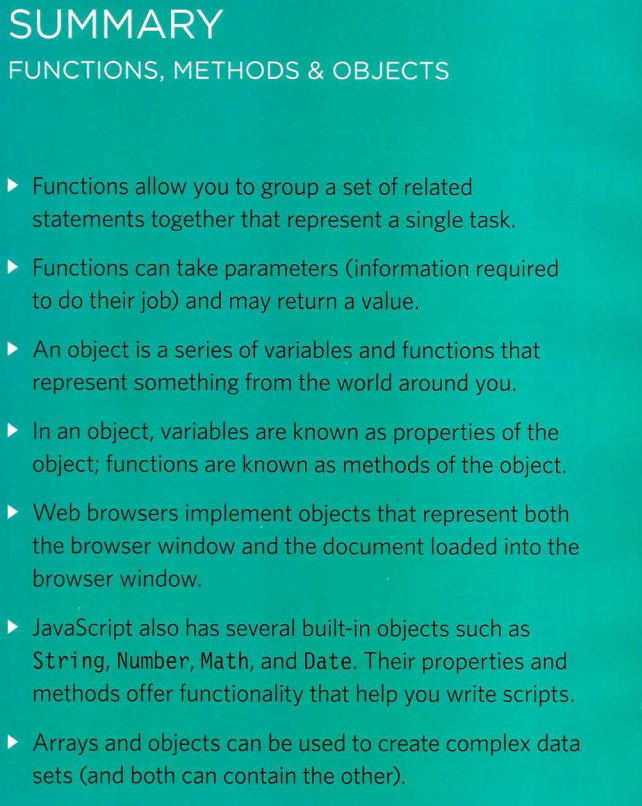 SUMMARY
FUNCTIONS, METHODS & OBJECTS
Functions allow you to group a set of related
statements together that represent a single task.
Functions can take parameters (information required
to do their job) and may return a value.
An object is a series of variables and functions that
represent something from the world around you.
In an object, variables are known as properties of the
object; functions are known as methods of the object.
Web browsers implement objects that represent both
the browser window and the document loaded into the
browser window.
JavaScript also has several built-in objects such as
String, Number, Math, and Date. Their properties and
methods offer functionality that help you write scripts.
Arrays and objects can be used to create complex data
sets (and both can contain the other).